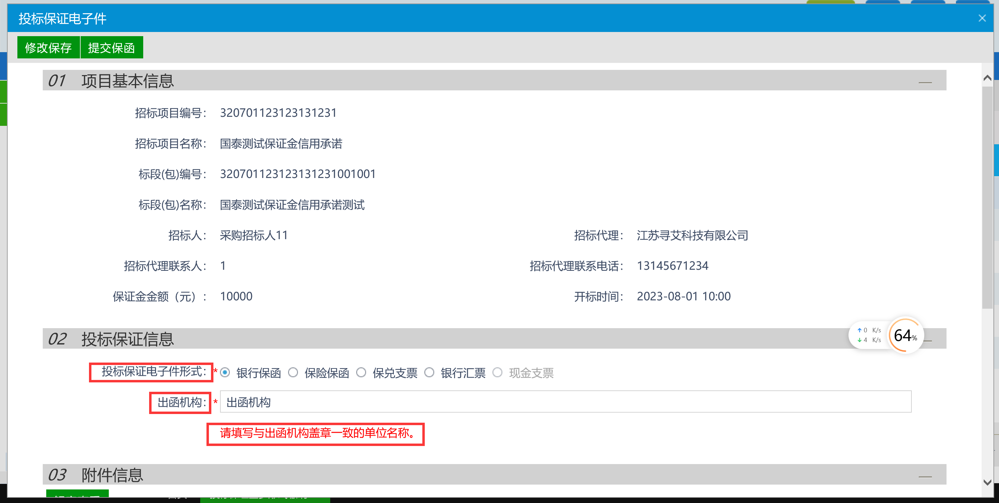 投标保证电子件
修改保存 提交保函
01 项目基本信息
招标项目编号： 320701123123131231
招标项目名称： 国泰测试保证金信用承诺
标段(包)编号： 320701123123131231001001
标段(包)名称： 国泰测试保证金信用承诺测试
招标人： 采购招标人11 招标代理： 江苏寻艾科技有限公司
招标代理联系人： 1 招标代理联系电话： 13145671234
保证金金额（元）： 10000 开标时间： 2023-08-01 10:00
02 投标保证信息
↑ 0 K/s
↓ 4 K/s
64%
投标保证电子件形式：* 银行保函 保险保函 保兑支票 银行汇票 现金支票
出函机构：* 出函机构
请填写与出函机构盖章一致的单位名称。
03 附件信息